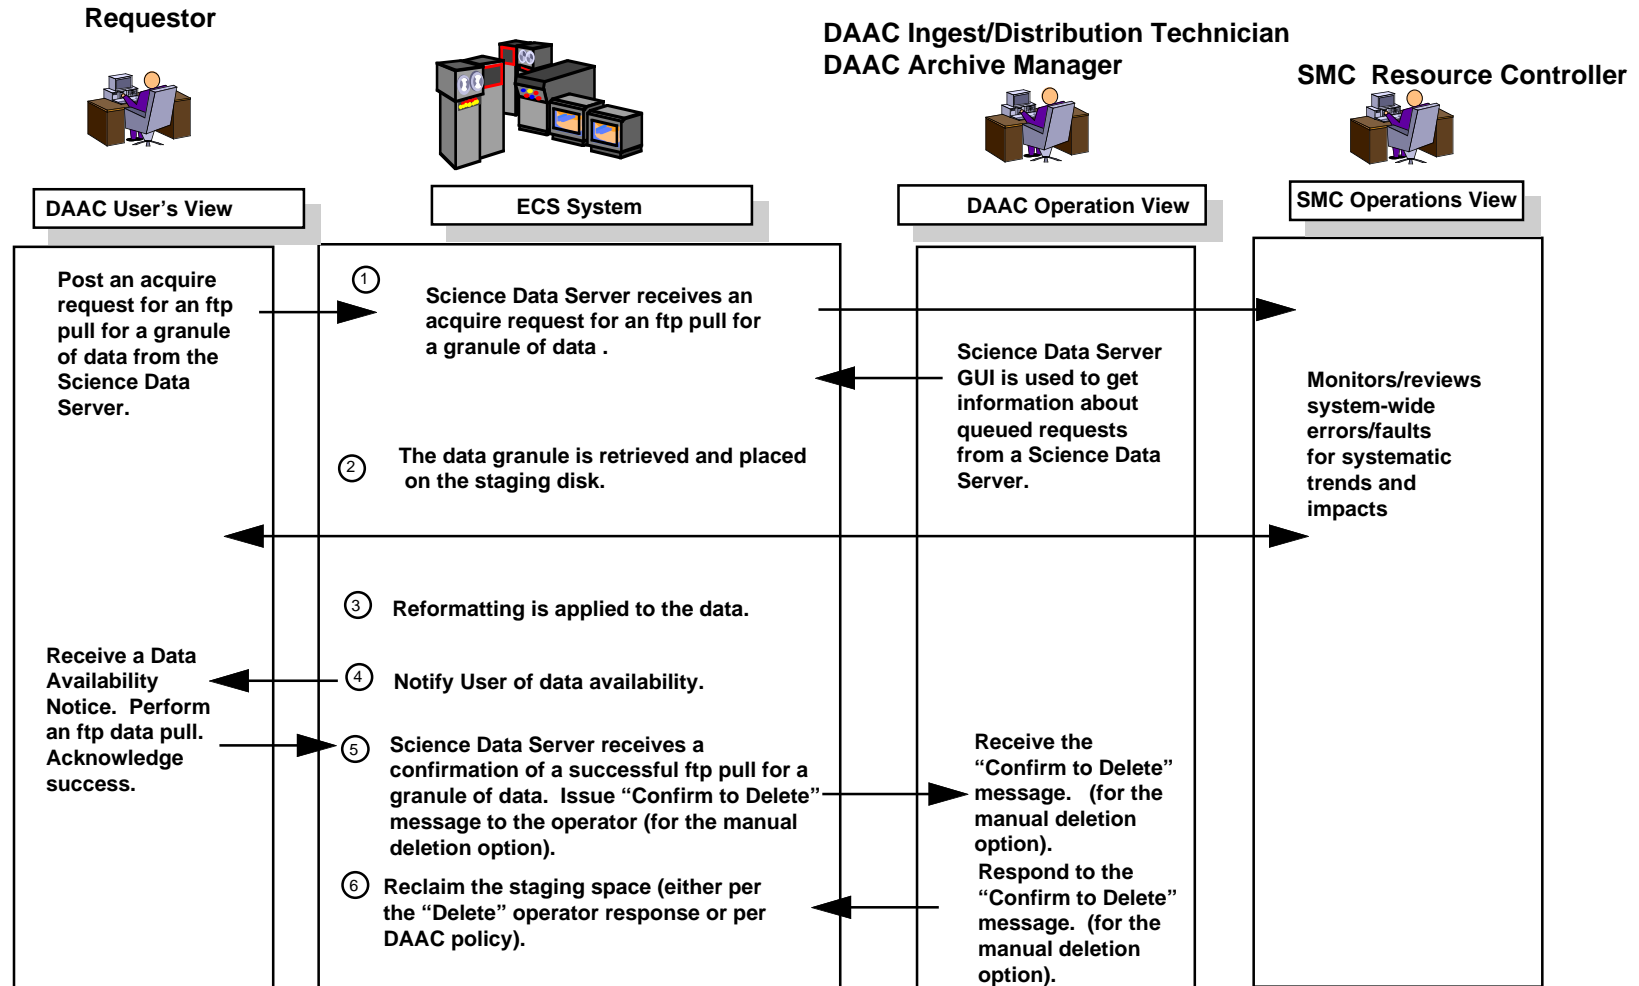 Requestor
DAAC Ingest/Distribution Technician
DAAC Archive Manager
SMC  Resource Controller
DAAC User's View
ECS System
DAAC Operation View
SMC Operations View
Post an acquire
request for an ftp
pull for a granule
of data from the
Science Data
Server.
1
Science Data Server receives an
acquire request for an ftp pull for
a granule of data .
Science Data Server
GUI is used to get
information about
queued requests
from a Science Data
Server.
Monitors/reviews
system-wide
errors/faults
for systematic
trends and
impacts
2
The data granule is retrieved and placed
on the staging disk.
3
Reformatting is applied to the data.
Receive a Data
Availability
Notice.  Perform
an ftp data pull.
Acknowledge
success.
4
Notify User of data availability.
5
Science Data Server receives a
confirmation of a successful ftp pull for a
granule of data.  Issue “Confirm to Delete”
message to the operator (for the manual
deletion option).
Receive the
“Confirm to Delete”
message.   (for the
manual deletion
option).
6
Reclaim the staging space (either per
the “Delete” operator response or per
DAAC policy).
Respond to the
“Confirm to Delete”
message.  (for the
manual deletion
option).